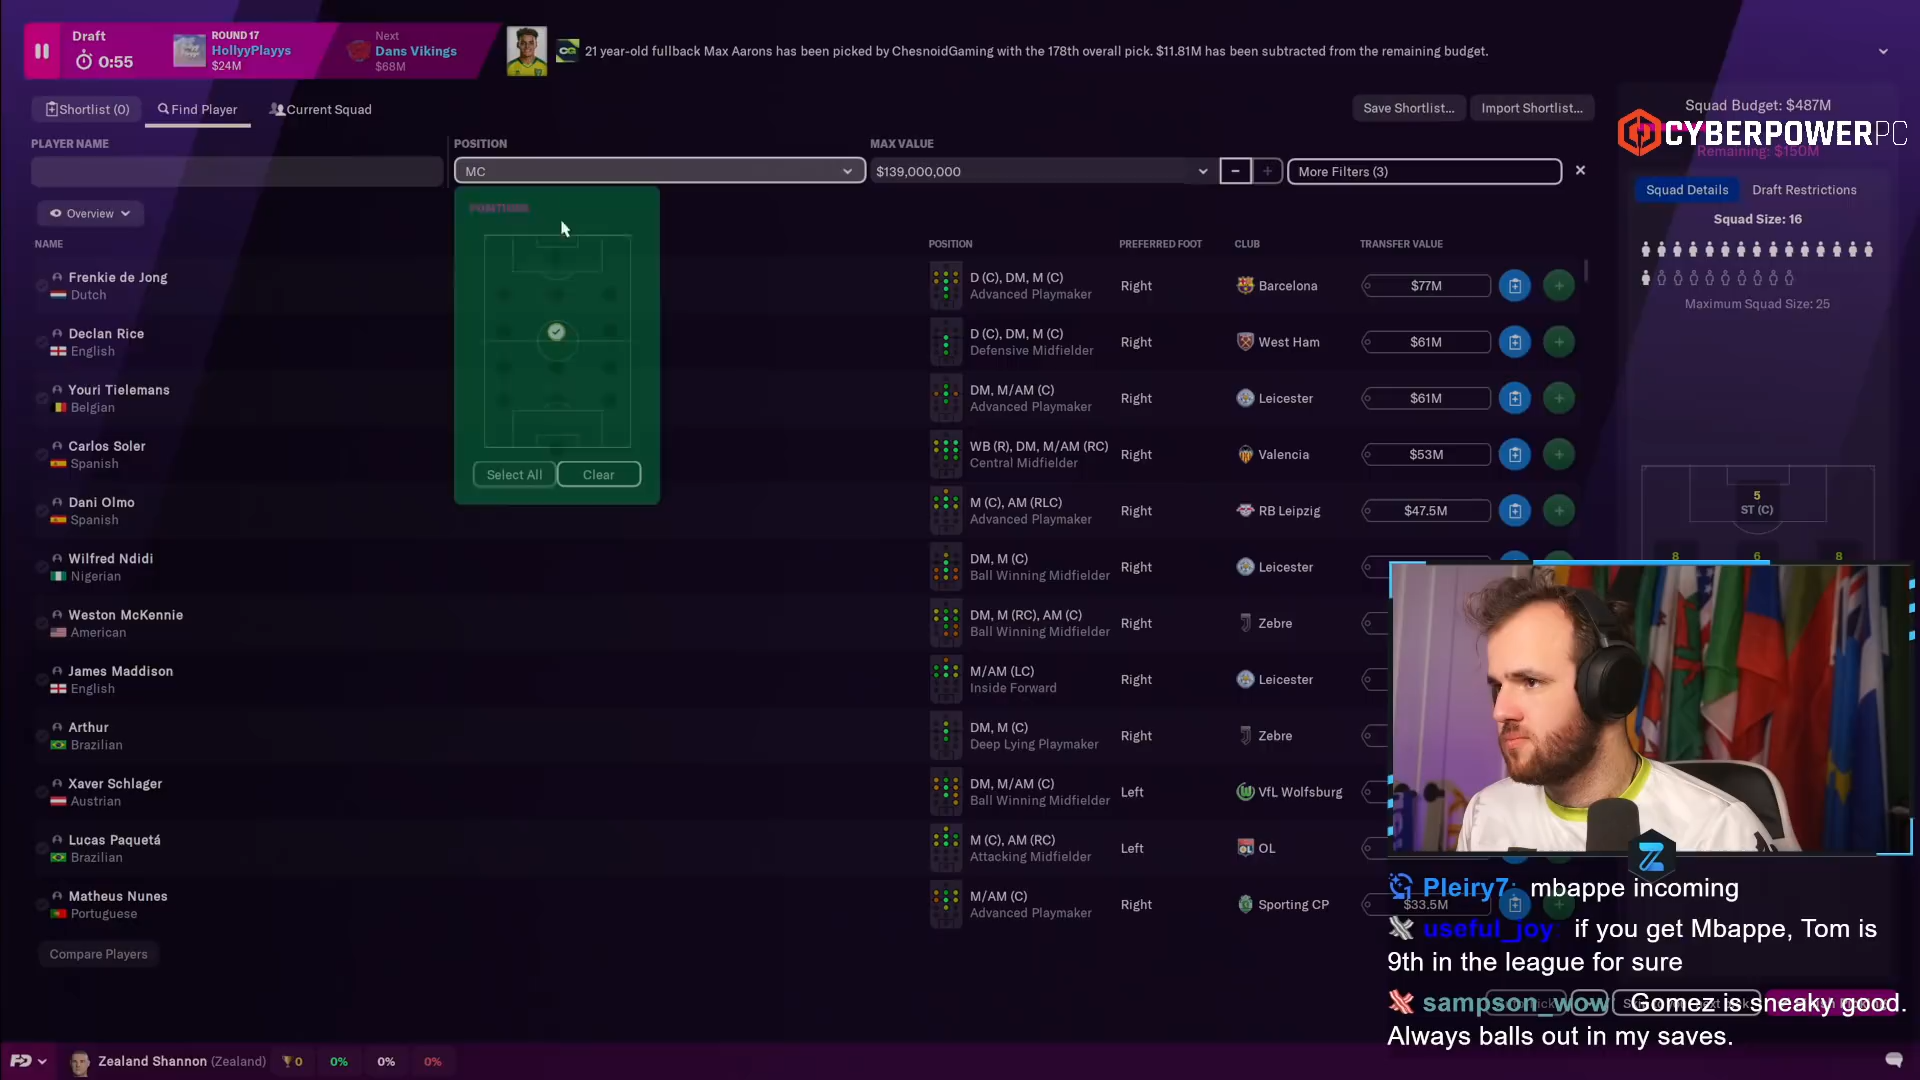 Draft
0:55
ROUND 17
HollyyPlayys
$24M
Next
Dans Vikings
$68M
21 year-old fullback Max Aarons has been picked by ChesnoidGaming with the 178th overall pick. $11.81M has been subtracted from the remaining budget.
Shortlist (0)
Find Player
Current Squad
Save Shortlist...
Import Shortlist...
Squad Budget: $487M
CYBERPOWERPC
Remaining: $150M
PLAYER NAME
POSITION
MAX VALUE
MC
$139,000,000
More Filters (3)
Squad Details
Draft Restrictions
Overview
POSITIONS
Squad Size: 16
Maximum Squad Size: 25
NAME
POSITION
PREFERRED FOOT
CLUB
TRANSFER VALUE
Frenkie de Jong
Dutch
D (C), DM, M (C)
Advanced Playmaker
Right
Barcelona
$77M
Declan Rice
English
D (C), DM, M (C)
Defensive Midfielder
Right
West Ham
$61M
Youri Tielemans
Belgian
DM, M/AM (C)
Advanced Playmaker
Right
Leicester
$61M
Carlos Soler
Spanish
WB (R), DM, M/AM (RC)
Central Midfielder
Right
Valencia
$53M
Select All
Clear
Dani Olmo
Spanish
M (C), AM (RLC)
Advanced Playmaker
Right
RB Leipzig
$47.5M
5
ST (C)
8
6
8
Wilfred Ndidi
Nigerian
DM, M (C)
Ball Winning Midfielder
Right
Leicester
Weston McKennie
American
DM, M (RC), AM (C)
Ball Winning Midfielder
Right
Zebre
James Maddison
English
M/AM (LC)
Inside Forward
Right
Leicester
Arthur
Brazilian
DM, M (C)
Deep Lying Playmaker
Right
Zebre
Xaver Schlager
Austrian
DM, M/AM (C)
Ball Winning Midfielder
Left
VfL Wolfsburg
Lucas Paquetá
Brazilian
M (C), AM (RC)
Attacking Midfielder
Left
OL
Matheus Nunes
Portuguese
M/AM (C)
Advanced Playmaker
Right
Sporting CP
$33.5M
Compare Players
Pleiry7: mbappe incoming
useful_joy: if you get Mbappe, Tom is
9th in the league for sure
sampson_wow: Gomez is sneaky good.
Always balls out in my saves.
FD
Zealand Shannon (Zealand)
0
0%
0%
0%